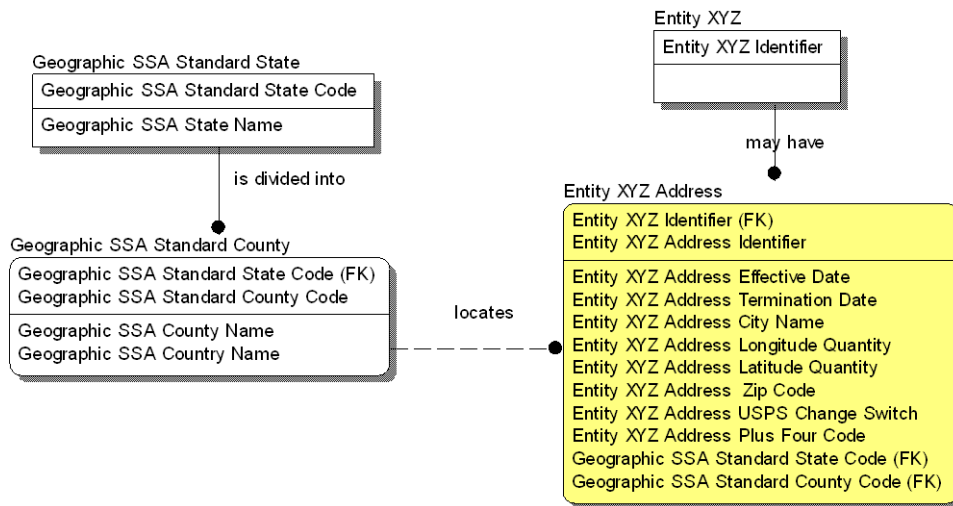 Entity XYZ
Entity XYZ Identifier
Geographic SSA Standard State
Geographic SSA Standard State Code
Geographic SSA State Name
may have
is divided into
Entity XYZ Address
Entity XYZ Identifier (FK)
Entity XYZ Address Identifier
Entity XYZ Address Effective Date
Entity XYZ Address Termination Date
Entity XYZ Address City Name
Entity XYZ Address Longitude Quantity
Entity XYZ Address Latitude Quantity
Entity XYZ Address Zip Code
Entity XYZ Address USPS Change Switch
Entity XYZ Address Plus Four Code
Geographic SSA Standard State Code (FK)
Geographic SSA Standard County Code (FK)
Geographic SSA Standard County
Geographic SSA Standard State Code (FK)
Geographic SSA Standard County Code
Geographic SSA County Name
Geographic SSA Country Name
locates